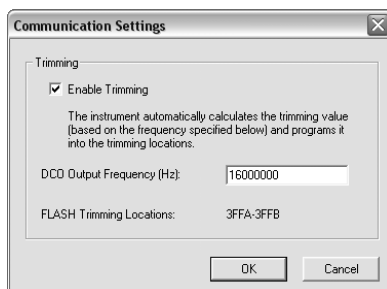 Communication Settings
Trimming
Enable Trimming
The instrument automatically calculates the trimming value
(based on the frequency specified below) and programs it
into the trimming locations.
DCO Output Frequency (Hz): 16000000
FLASH Trimming Locations: 3FFA-3FFB
OK Cancel